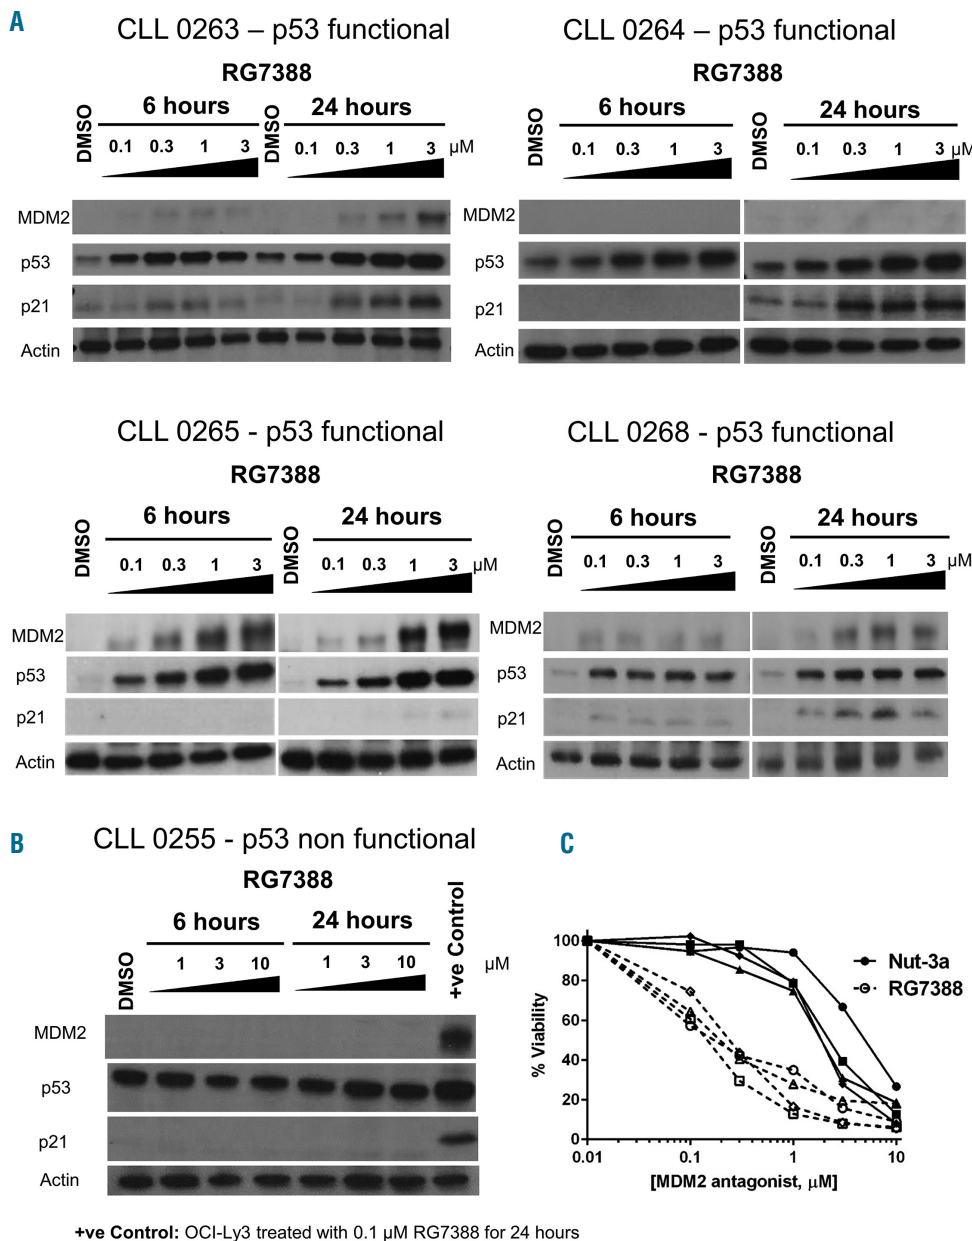 A
CLL 0263 – p53 functional
RG7388
6 hours
24 hours
DMSO
DMSO
0.1 0.3 1 3 0.1 0.3 1 3 µM
MDM2
p53
p21
Actin
CLL 0264 – p53 functional
RG7388
6 hours
24 hours
DMSO
DMSO
0.1 0.3 1 3 0.1 0.3 1 3 µM
MDM2
p53
p21
Actin
CLL 0265 - p53 functional
RG7388
6 hours
24 hours
DMSO
DMSO
0.1 0.3 1 3 0.1 0.3 1 3 µM
MDM2
p53
p21
Actin
CLL 0268 - p53 functional
RG7388
6 hours
24 hours
DMSO
DMSO
0.1 0.3 1 3 0.1 0.3 1 3 µM
MDM2
p53
p21
Actin
B
CLL 0255 - p53 non functional
RG7388
6 hours
24 hours
DMSO
+ve Control
1 3 10 1 3 10 µM
MDM2
p53
p21
Actin
+ve Control: OCI-Ly3 treated with 0.1 µM RG7388 for 24 hours
C
% Viability
100
80
60
40
20
0
0.01 0.1 1 10
[MDM2 antagonist, µM]
Nut-3a
RG7388